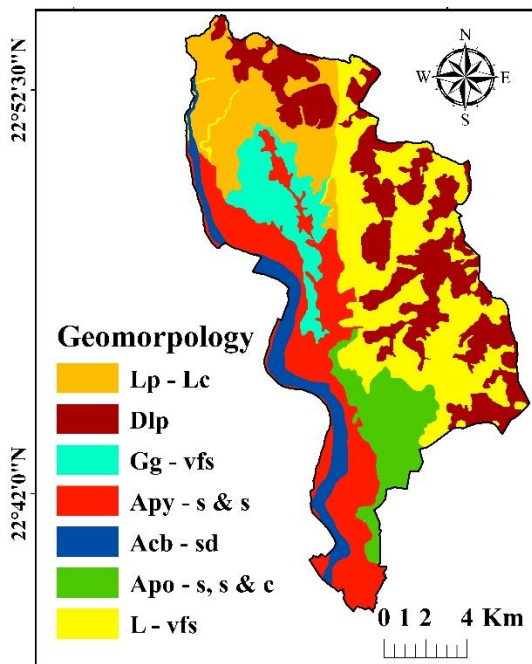 N
W E
S
22°52'30"N
22°42'0"N
Geomorpology
Lp - Lc
Dlp
Gg - vfs
Apy - s & s
Acb - sd
Apo - s, s & c
L - vfs
0 1 2 4 Km